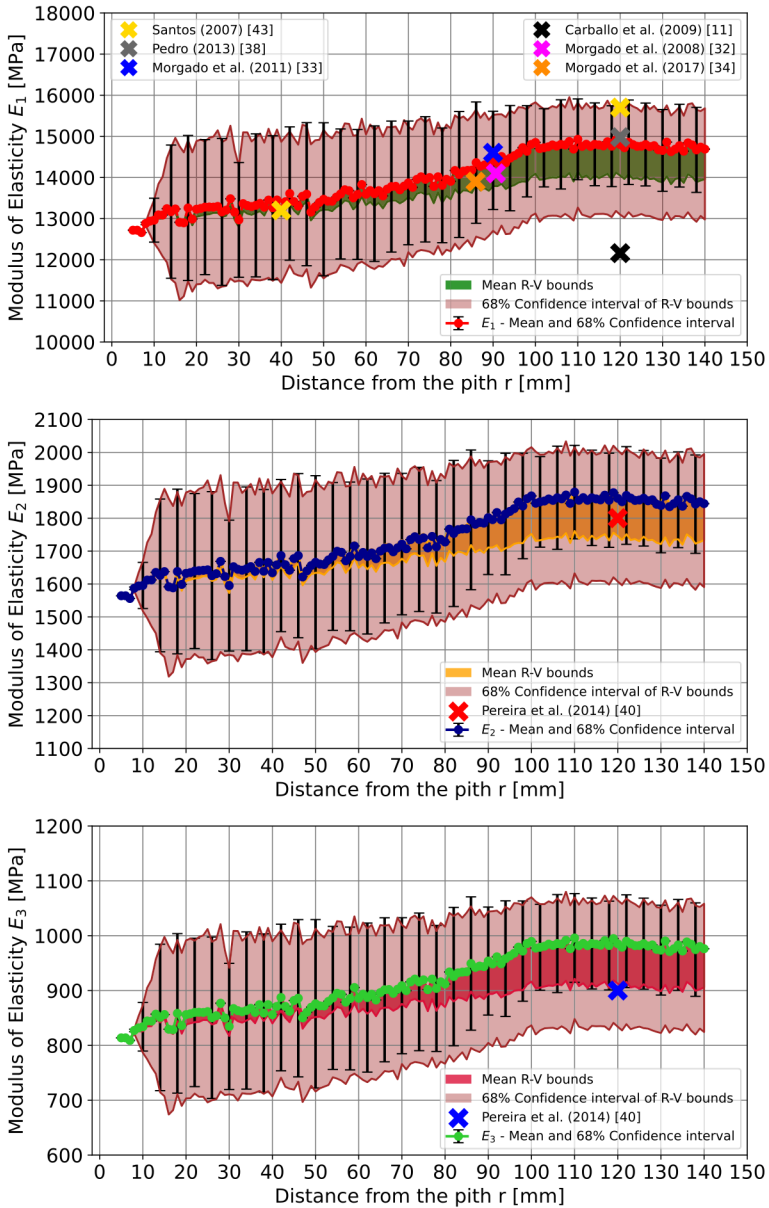 Modulus of Elasticity E1 [MPa]
18000
17000
16000
15000
14000
13000
12000
11000
10000
Santos (2007) [43]
Pedro (2013) [38]
Morgado et al. (2011) [33]
Carballo et al. (2009) [11]
Morgado et al. (2008) [32]
Morgado et al. (2017) [34]
Mean R-V bounds
68% Confidence interval of R-V bounds
E1 - Mean and 68% Confidence interval
0 10 20 30 40 50 60 70 80 90 100 110 120 130 140 150
Distance from the pith r [mm]
Modulus of Elasticity E2 [MPa]
2100
2000
1900
1800
1700
1600
1500
1400
1300
1200
1100
Mean R-V bounds
68% Confidence interval of R-V bounds
Pereira et al. (2014) [40]
E2 - Mean and 68% Confidence interval
0 10 20 30 40 50 60 70 80 90 100 110 120 130 140 150
Distance from the pith r [mm]
Modulus of Elasticity E3 [MPa]
1200
1100
1000
900
800
700
600
Mean R-V bounds
68% Confidence interval of R-V bounds
Pereira et al. (2014) [40]
E3 - Mean and 68% Confidence interval
0 10 20 30 40 50 60 70 80 90 100 110 120 130 140 150
Distance from the pith r [mm]